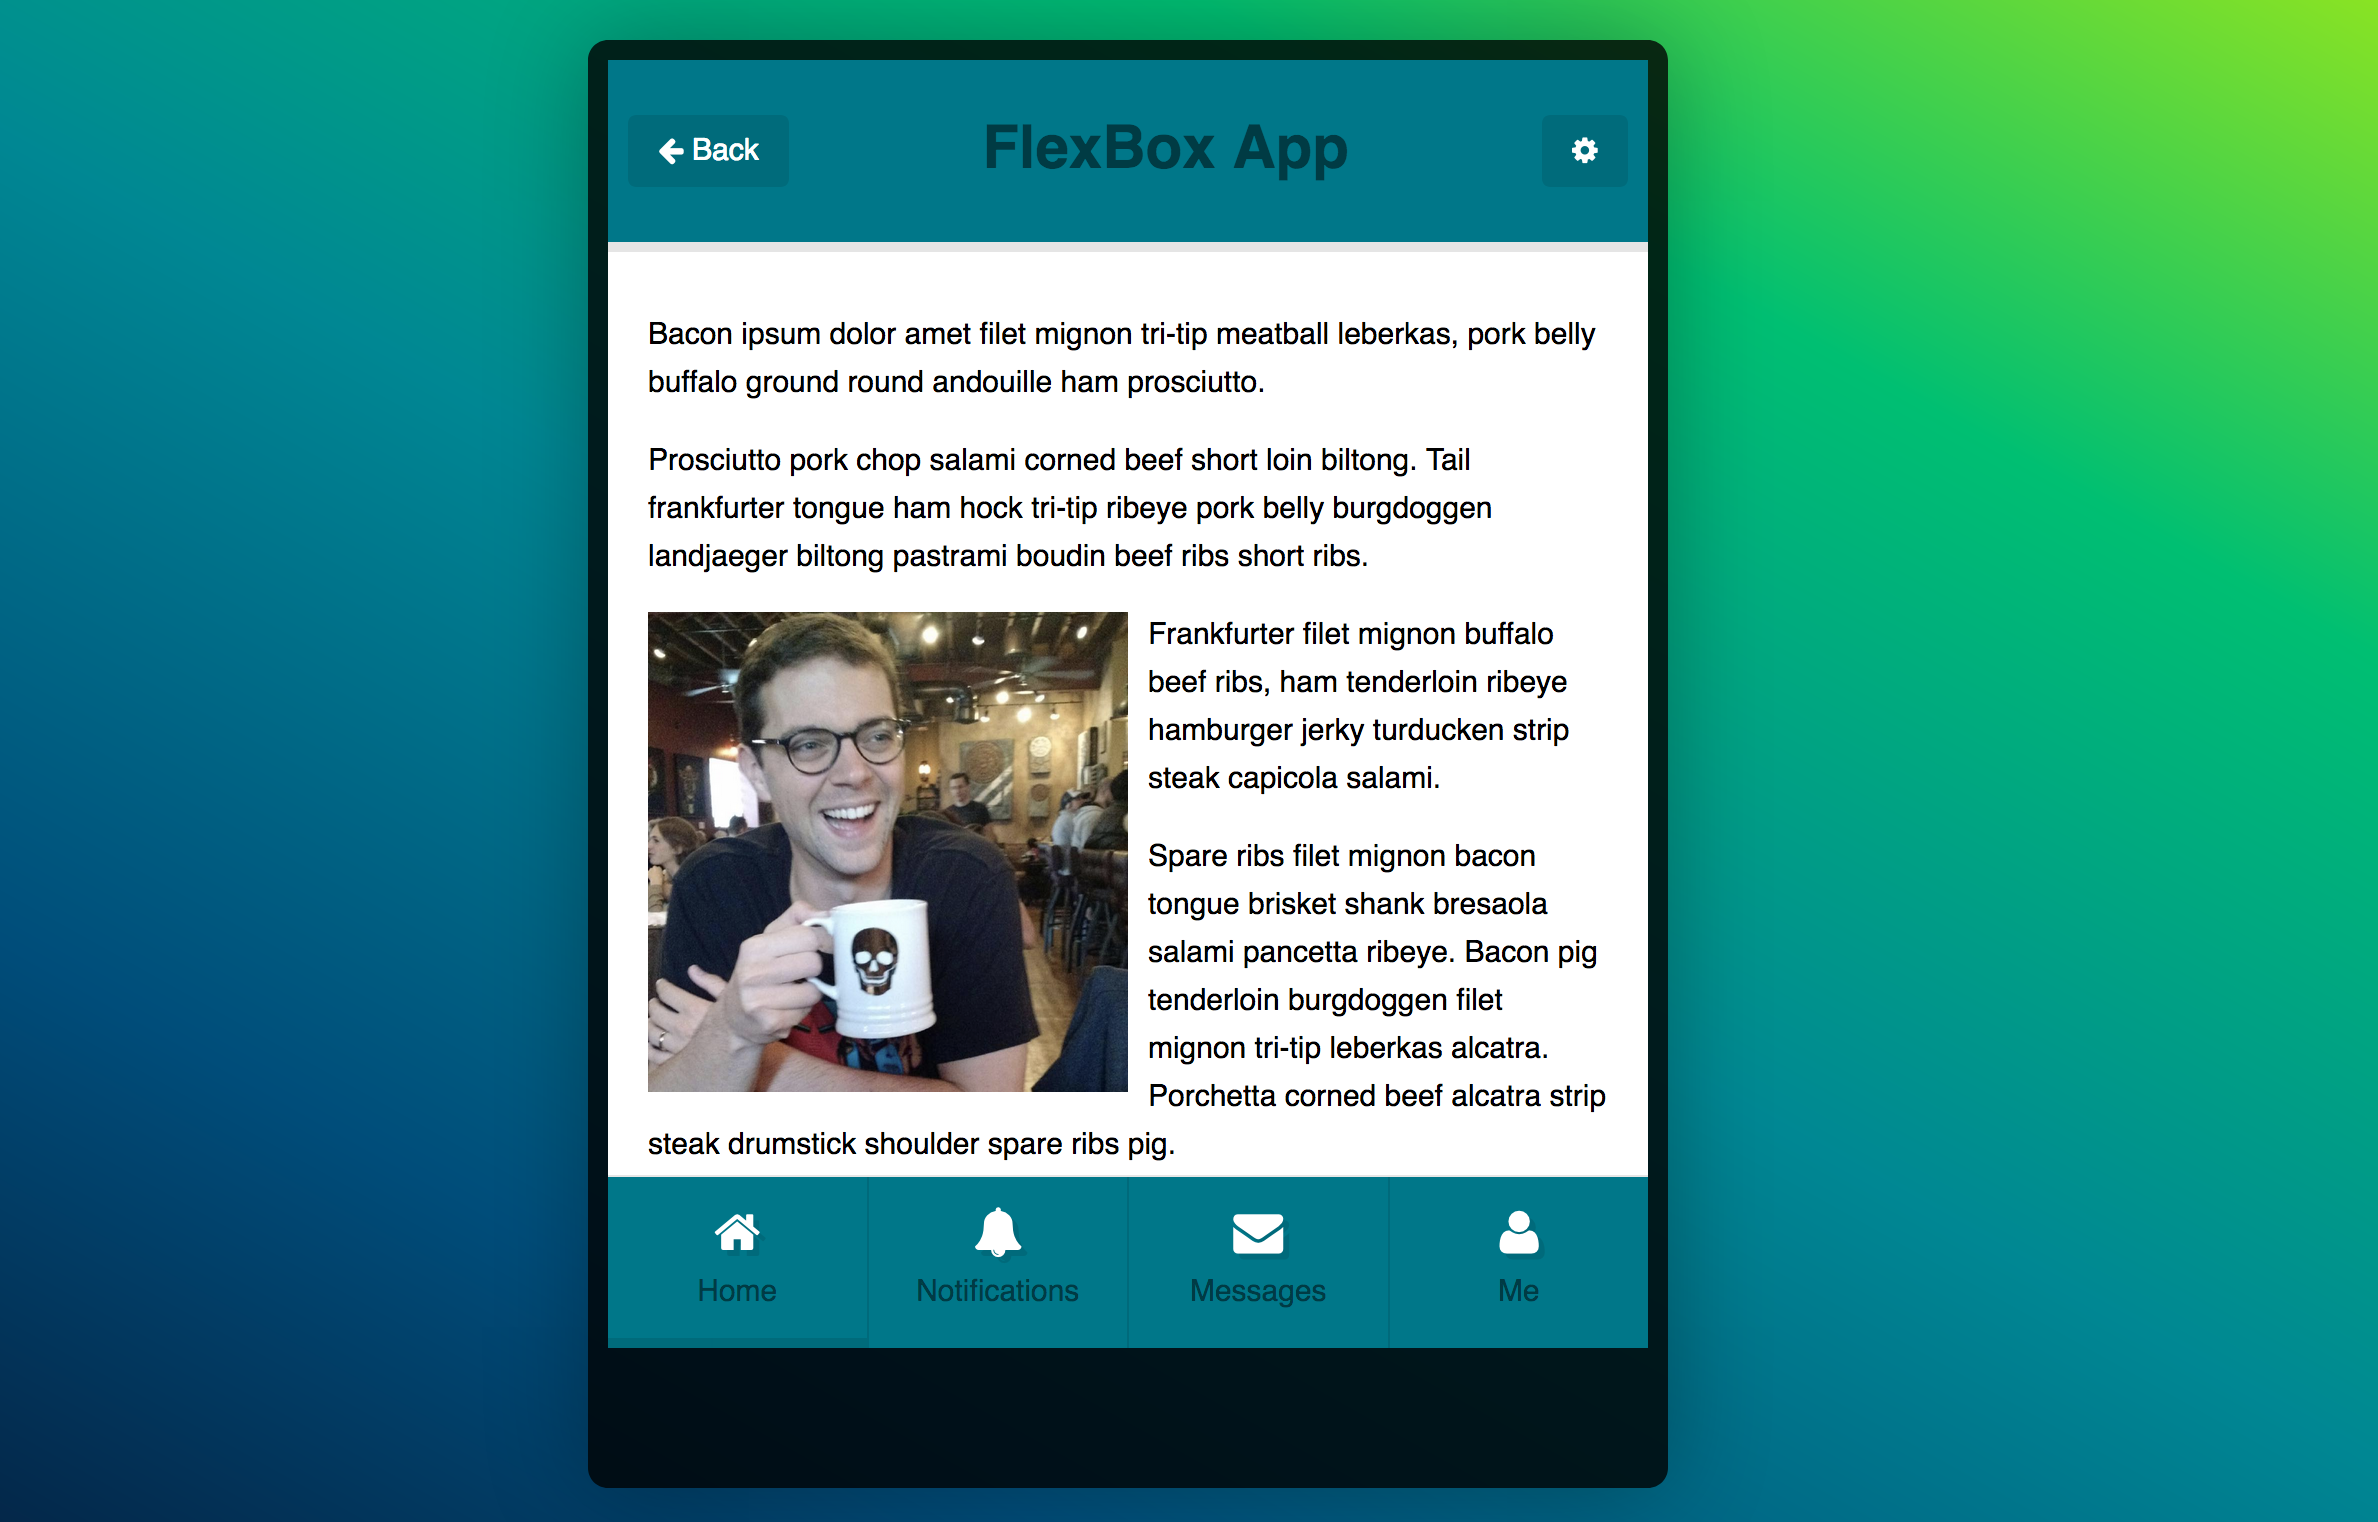 Back
FlexBox App
Bacon ipsum dolor amet filet mignon tri-tip meatball leberkas, pork belly
buffalo ground round andouille ham prosciutto.
Prosciutto pork chop salami corned beef short loin biltong. Tail
frankfurter tongue ham hock tri-tip ribeye pork belly burgdoggen
landjaeger biltong pastrami boudin beef ribs short ribs.
Frankfurter filet mignon buffalo
beef ribs, ham tenderloin ribeye
hamburger jerky turducken strip
steak capicola salami.
Spare ribs filet mignon bacon
tongue brisket shank bresaola
salami pancetta ribeye. Bacon pig
tenderloin burgdoggen filet
mignon tri-tip leberkas alcatra.
Porchetta corned beef alcatra strip
steak drumstick shoulder spare ribs pig.
Home
Notifications
Messages
Me